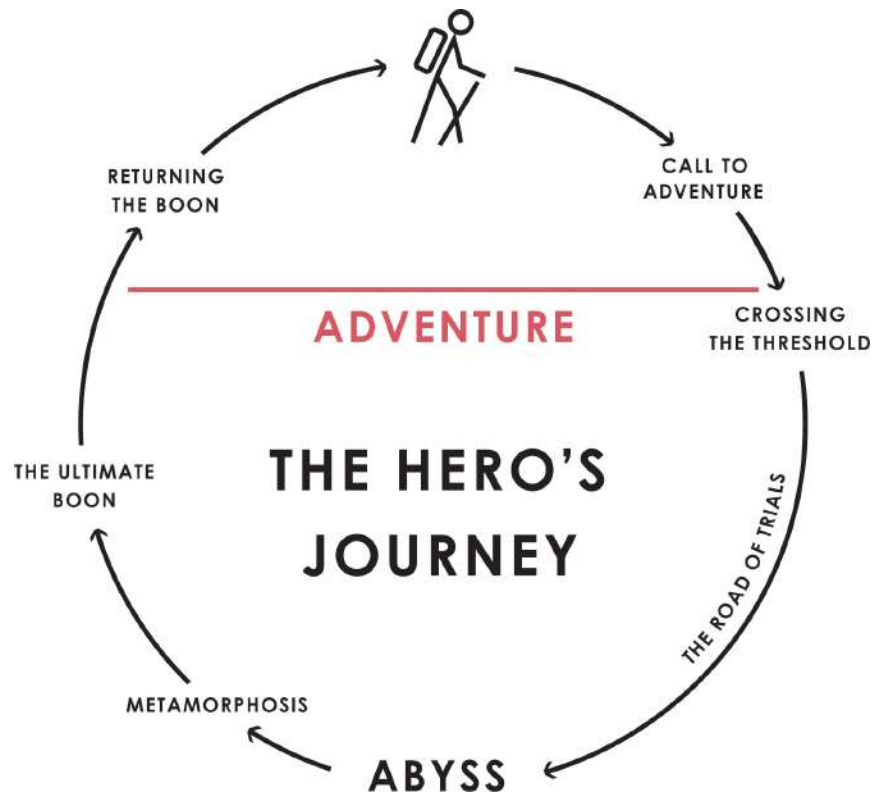 CALL TO
ADVENTURE
CROSSING
THE THRESHOLD
THE ROAD OF TRIALS
ABYSS
METAMORPHOSIS
THE ULTIMATE
BOON
RETURNING
THE BOON
ADVENTURE
THE HERO'S
JOURNEY